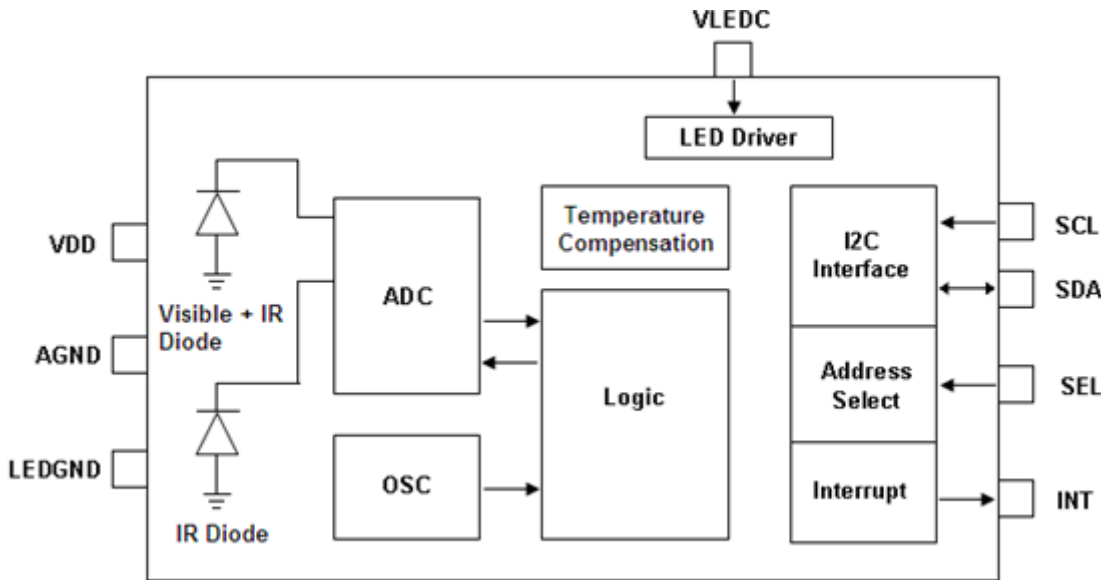 VLEDC
LED Driver
VDD
AGND
LEDGND
Visible + IR
Diode
IR Diode
ADC
OSC
Temperature
Compensation
Logic
I2C
Interface
Address
Select
Interrupt
SCL
SDA
SEL
INT